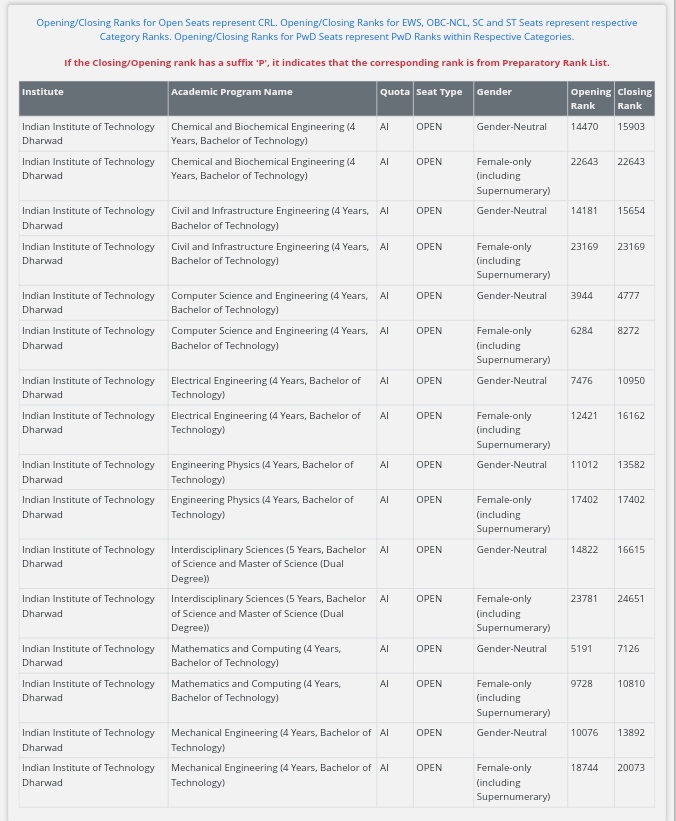 Opening/Closing Ranks for Open Seats represent CRL. Opening/Closing Ranks for EWS, OBC-NCL, SC and ST Seats represent respective
Category Ranks. Opening/Closing Ranks for PwD Seats represent PwD Ranks within Respective Categories.
If the Closing/Opening rank has a suffix 'P', it indicates that the corresponding rank is from Preparatory Rank List.
Institute Academic Program Name Quota Seat Type Gender Opening Closing
Rank Rank
Indian Institute of Technology Chemical and Biochemical Engineering (4 AI OPEN Gender-Neutral 14470 15903
Dharwad Years, Bachelor of Technology)
Indian Institute of Technology Chemical and Biochemical Engineering (4 AI OPEN Female-only 22643 22643
Dharwad Years, Bachelor of Technology) (including
Supernumerary)
Indian Institute of Technology Civil and Infrastructure Engineering (4 Years, AI OPEN Gender-Neutral 14181 15654
Dharwad Bachelor of Technology)
Indian Institute of Technology Civil and Infrastructure Engineering (4 Years, AI OPEN Female-only 23169 23169
Dharwad Bachelor of Technology) (including
Supernumerary)
Indian Institute of Technology Computer Science and Engineering (4 Years, AI OPEN Gender-Neutral 3944 4777
Dharwad Bachelor of Technology)
Indian Institute of Technology Computer Science and Engineering (4 Years, AI OPEN Female-only 6284 8272
Dharwad Bachelor of Technology) (including
Supernumerary)
Indian Institute of Technology Electrical Engineering (4 Years, Bachelor of AI OPEN Gender-Neutral 7476 10950
Dharwad Technology)
Indian Institute of Technology Electrical Engineering (4 Years, Bachelor of AI OPEN Female-only 12421 16162
Dharwad Technology) (including
Supernumerary)
Indian Institute of Technology Engineering Physics (4 Years, Bachelor of AI OPEN Gender-Neutral 11012 13582
Dharwad Technology)
Indian Institute of Technology Engineering Physics (4 Years, Bachelor of AI OPEN Female-only 17402 17402
Dharwad Technology) (including
Supernumerary)
Indian Institute of Technology Interdisciplinary Sciences (5 Years, Bachelor AI OPEN Gender-Neutral 14822 16615
Dharwad of Science and Master of Science (Dual
Degree))
Indian Institute of Technology Interdisciplinary Sciences (5 Years, Bachelor AI OPEN Female-only 23781 24651
Dharwad of Science and Master of Science (Dual (including
Degree)) Supernumerary)
Indian Institute of Technology Mathematics and Computing (4 Years, AI OPEN Gender-Neutral 5191 7126
Dharwad Bachelor of Technology)
Indian Institute of Technology Mathematics and Computing (4 Years, AI OPEN Female-only 9728 10810
Dharwad Bachelor of Technology) (including
Supernumerary)
Indian Institute of Technology Mechanical Engineering (4 Years, Bachelor of AI OPEN Gender-Neutral 10076 13892
Dharwad Technology)
Indian Institute of Technology Mechanical Engineering (4 Years, Bachelor of AI OPEN Female-only 18744 20073
Dharwad Technology) (including
Supernumerary)